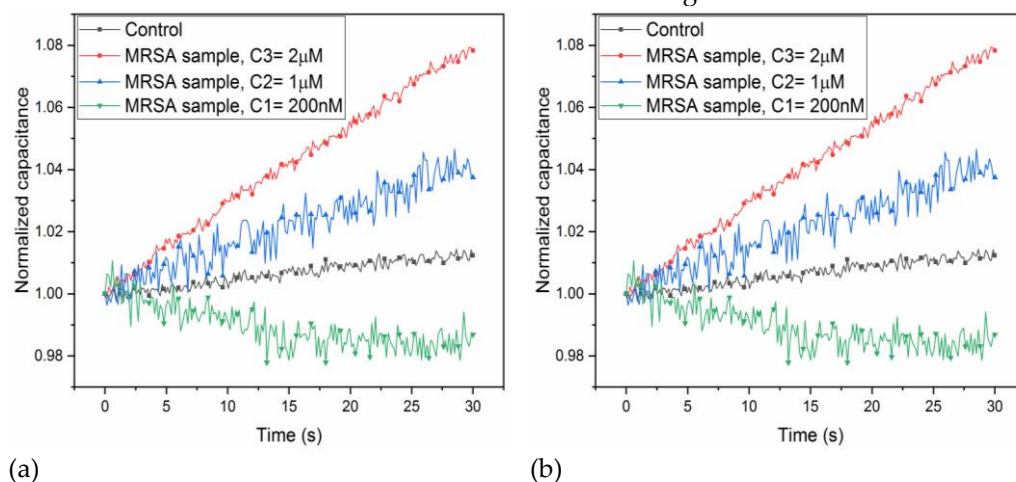 Control
MRSA sample, C3= 2μM
MRSA sample, C2= 1μM
MRSA sample, C1= 200nM
1.08
1.06
1.04
1.02
1.00
0.98
Normalized capacitance
0 5 10 15 20 25 30
Time (s)
(a)
Control
MRSA sample, C3= 2μM
MRSA sample, C2= 1μM
MRSA sample, C1= 200nM
1.08
1.06
1.04
1.02
1.00
0.98
Normalized capacitance
0 5 10 15 20 25 30
Time (s)
(b)